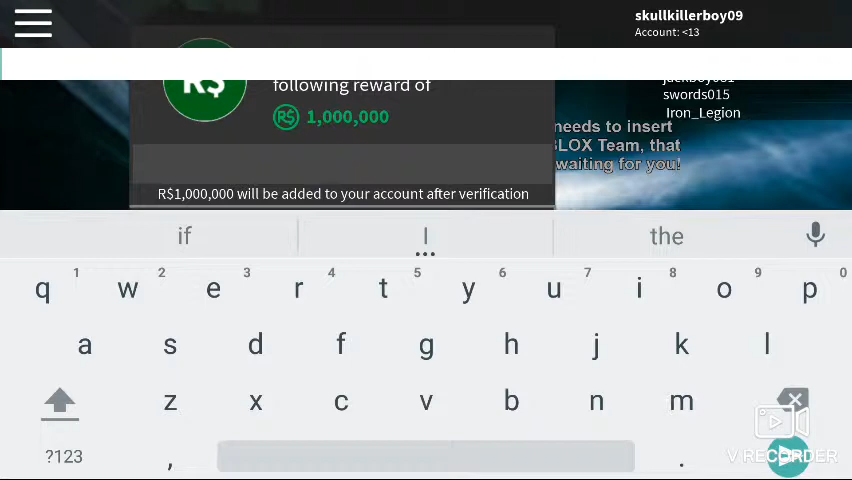 skullkillerboy09
Account: <13
swords015
Iron_Legion
R$
following reward of
R$ 1,000,000
needs to insert
BLOX Team, that
waiting for you!
R$1,000,000 will be added to your account after verification
if I the
1 2 3 4 5 6 7 8 9 0
q w e r t y u i o p
a s d f g h j k l
z x c v b n m
?123 , .
V RECORDER